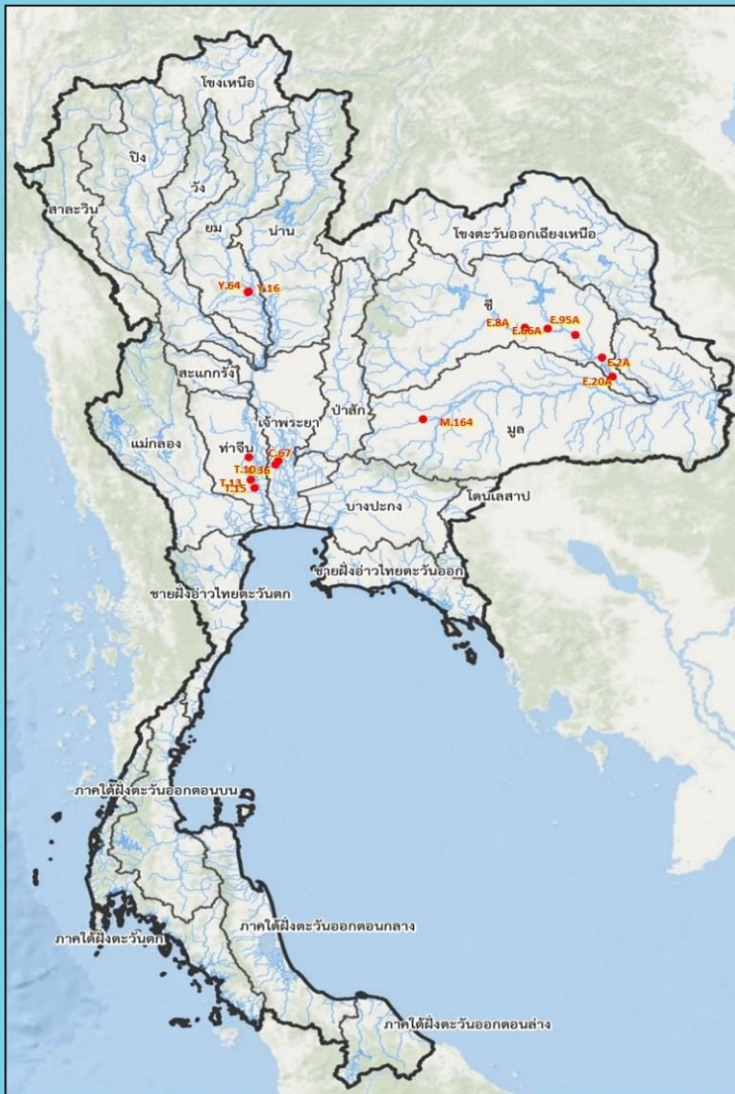 โขงเหนือ
ปิง
วัง
สาละวิน
ยม
น่าน
โขงตะวันออกเฉียงเหนือ
Y.64
Y.16
ชี
E.8A
E.66A
E.95A
E.2A
E.20A
สะแกกรัง
เจ้าพระยา
ป่าสัก
M.164
มูล
แม่กลอง
ท่าจีน
C.67
T.10
36
T.13
T.15
บางปะกง
โตนเลสาป
ชายฝั่งอ่าวไทยตะวันออก
ชายฝั่งอ่าวไทยตะวันตก
ภาคใต้ฝั่งตะวันออกตอนบน
ภาคใต้ฝั่งตะวันออกตอนกลาง
ภาคใต้ฝั่งตะวันตก
ภาคใต้ฝั่งตะวันออกตอนล่าง